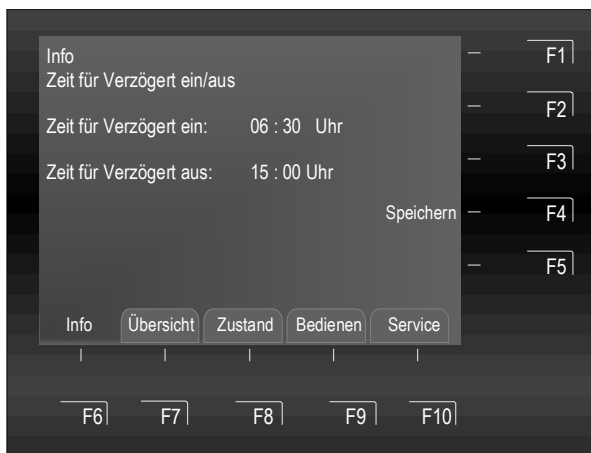 Info
F1
Zeit für Verzögert ein/aus
F2
Zeit für Verzögert ein: 06 : 30 Uhr
F3
Zeit für Verzögert aus: 15 : 00 Uhr
Speichern
F4
F5
Info Übersicht Zustand Bedienen Service
F6 F7 F8 F9 F10